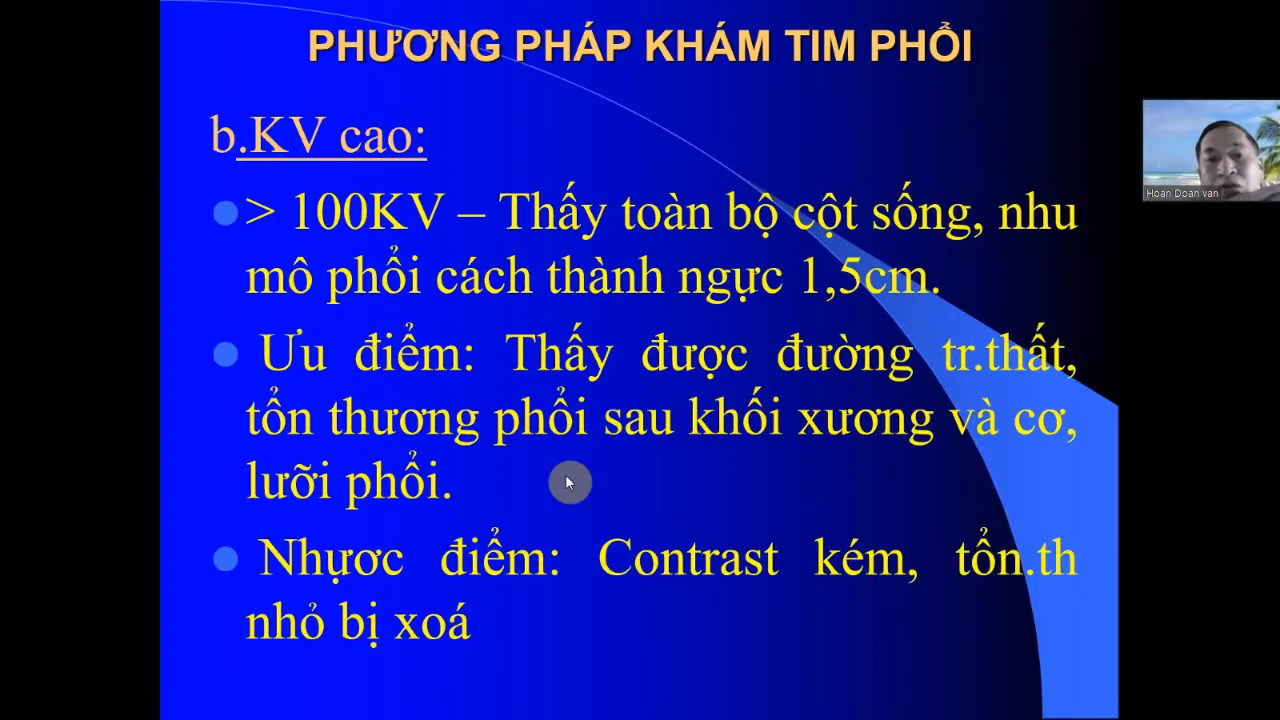 PHƯƠNG PHÁP KHÁM TIM PHỔI
b.KV cao:
> 100KV – Thấy toàn bộ cột sống, nhu
mô phổi cách thành ngực 1,5cm.
Ưu điểm: Thấy được đường tr.thất,
tổn thương phổi sau khối xương và cơ,
lưỡi phổi.
Nhựơc điểm: Contrast kém, tổn.th
nhỏ bị xoá
Hoan Doan van